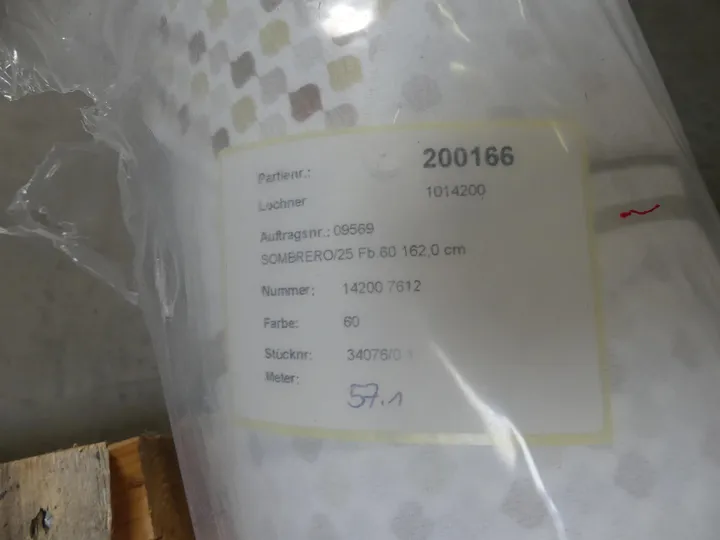 Partienr.: 200166
Lochner 1014200
Auftragsnr.: 09569
SOMBRERO/25 Fb.60 162,0 cm
Nummer: 14200 7612
Farbe: 60
Stücknr: 34076/0
Meter: 57.1